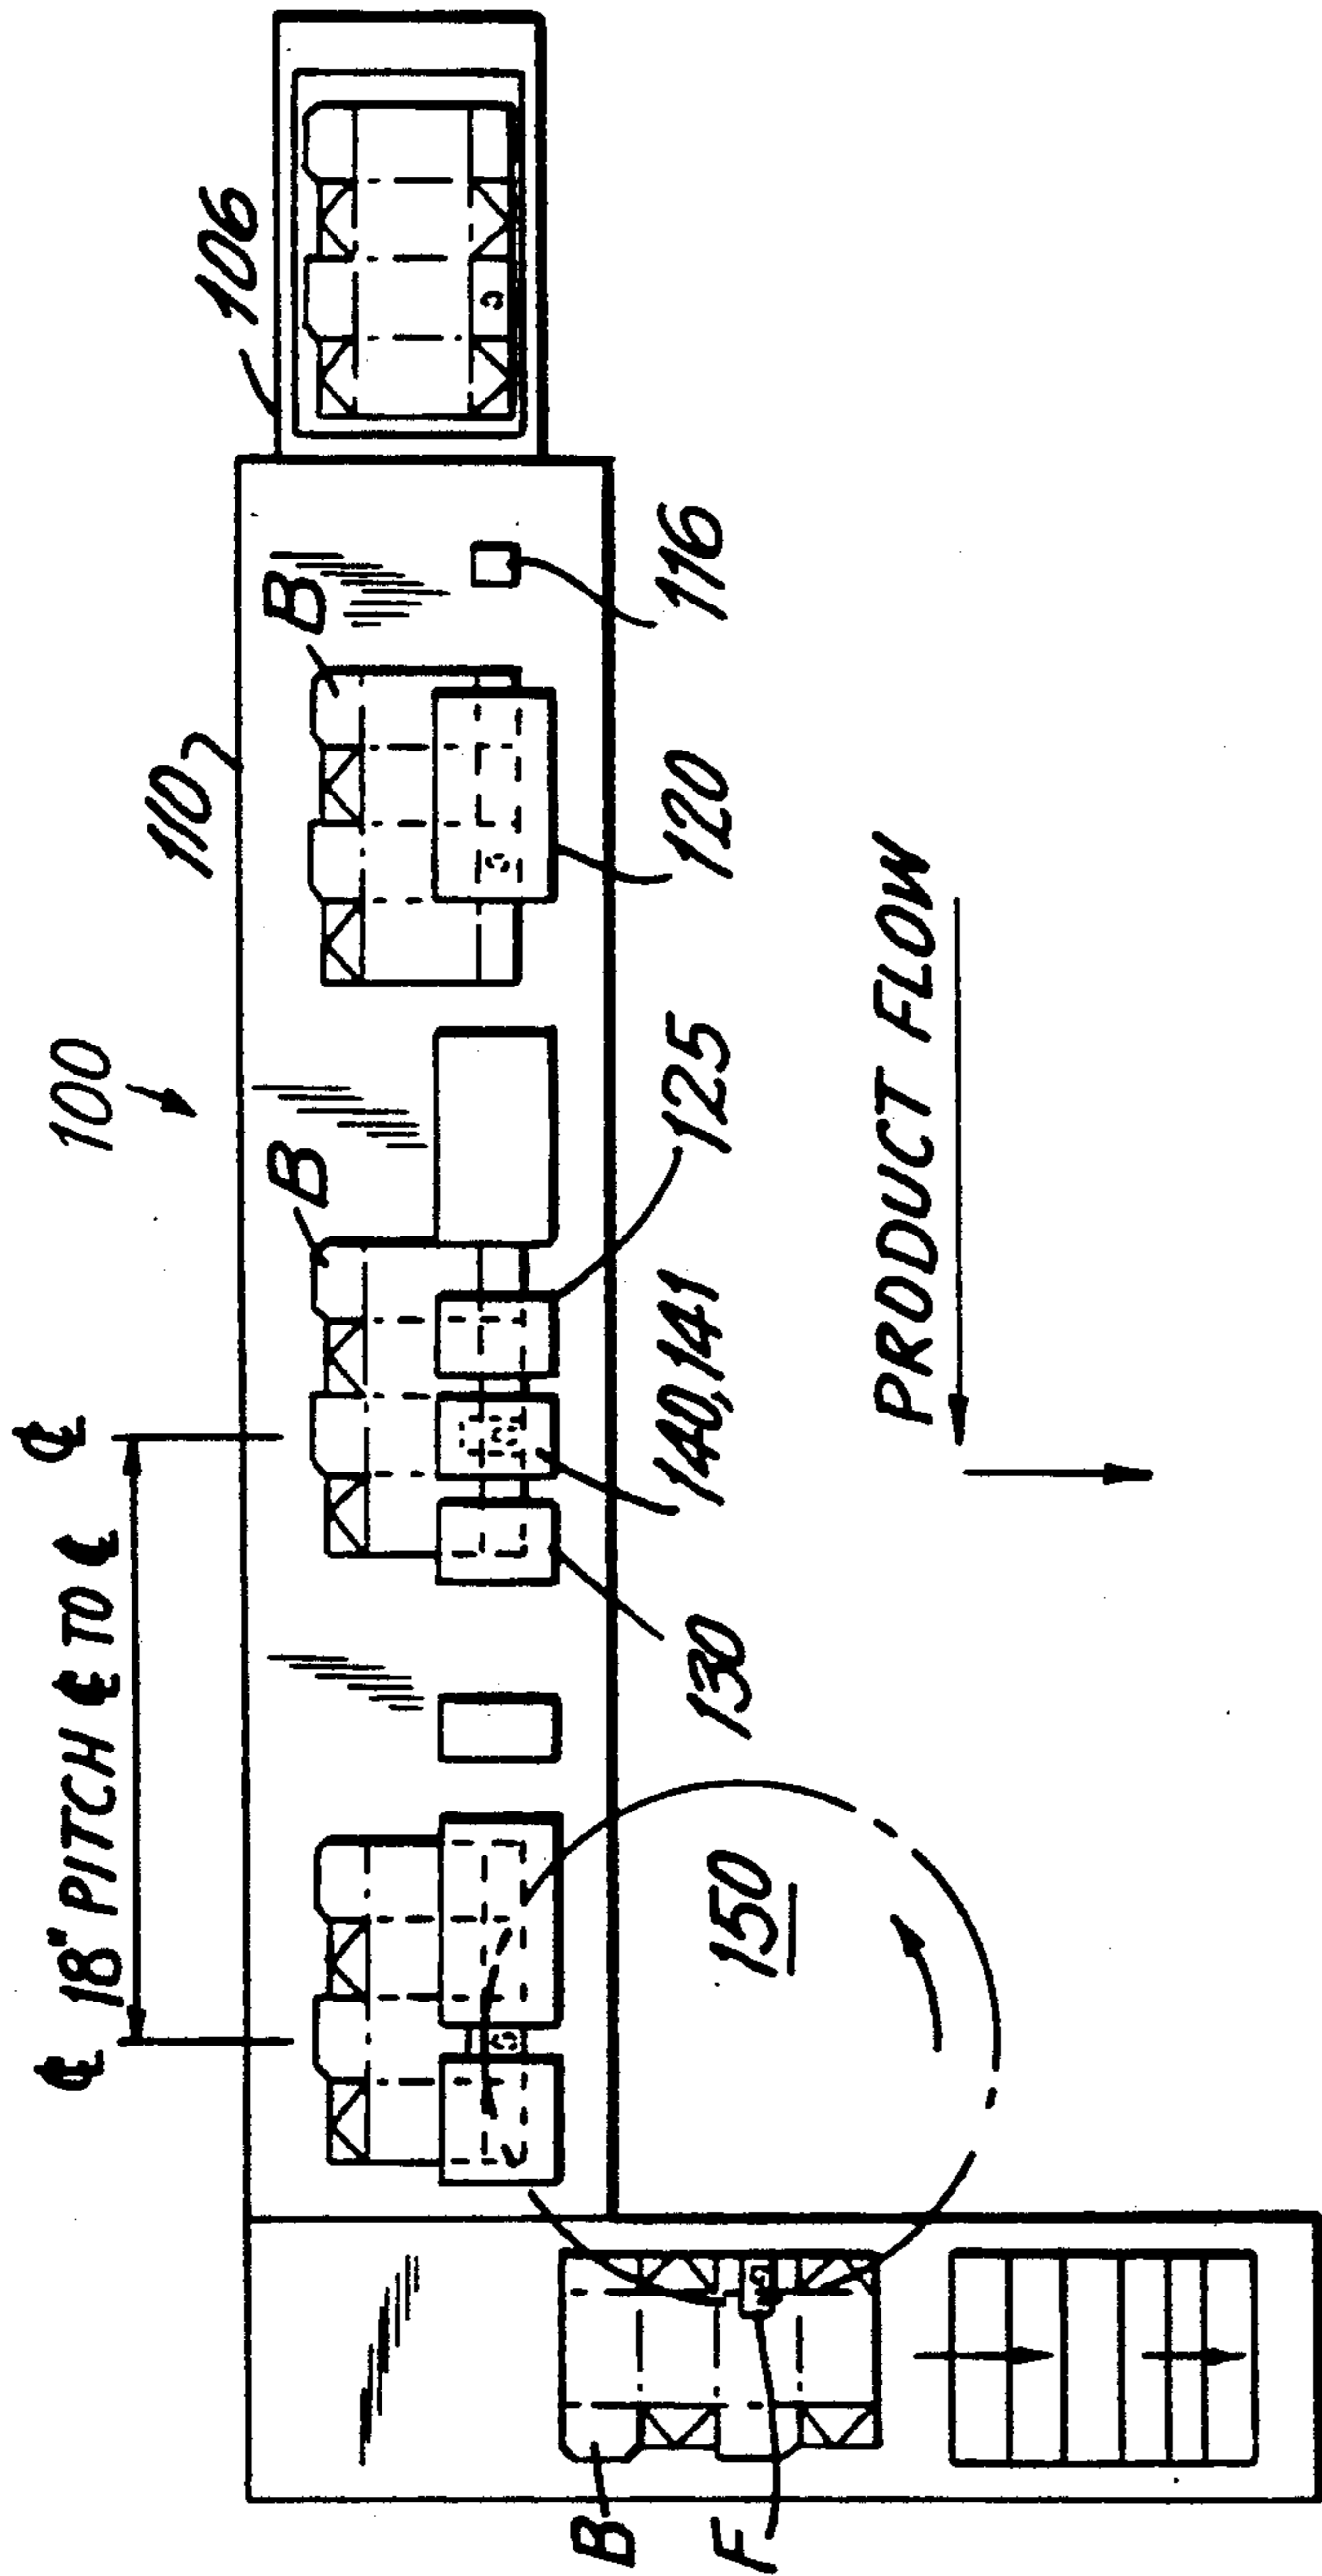 106
110
B
116
120
100
B
125
140,141
130
18" PITCH ℄ TO ℄
℄
℄
150
PRODUCT FLOW
B
F